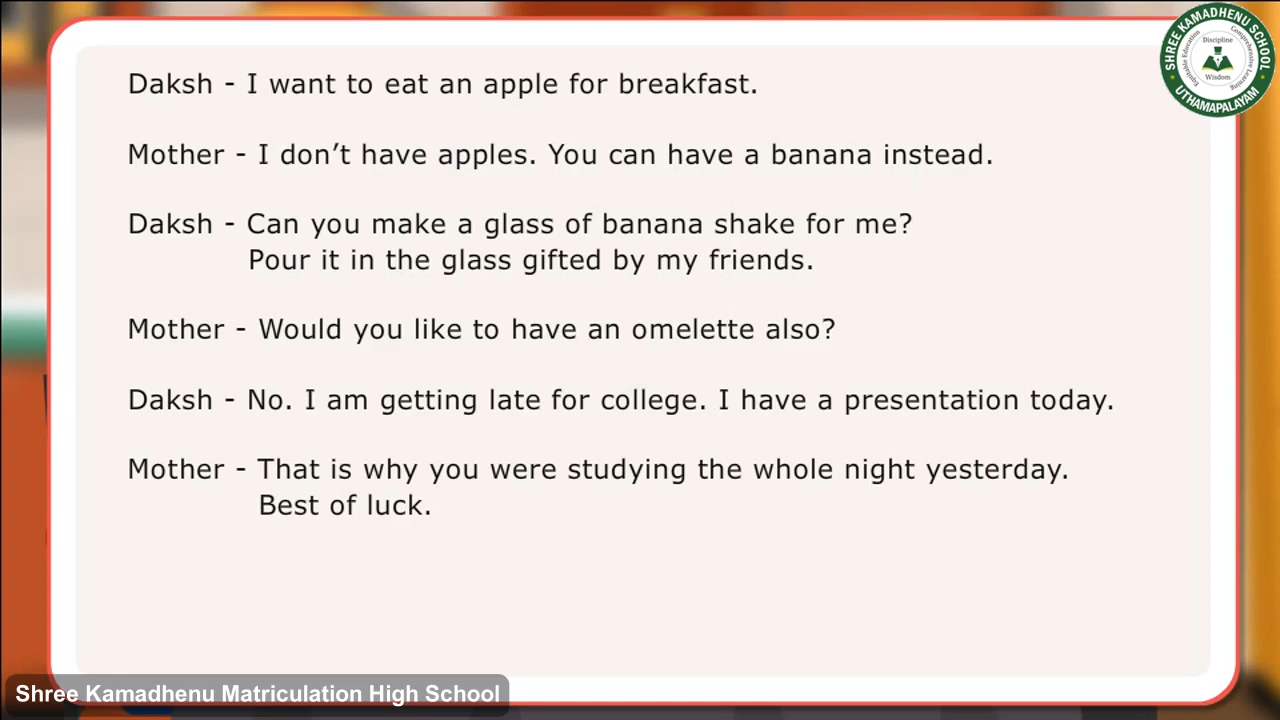 Daksh - I want to eat an apple for breakfast.
Mother - I don’t have apples. You can have a banana instead.
Daksh - Can you make a glass of banana shake for me?
Pour it in the glass gifted by my friends.
Mother - Would you like to have an omelette also?
Daksh - No. I am getting late for college. I have a presentation today.
Mother - That is why you were studying the whole night yesterday.
Best of luck.
SHREE KAMADHENU SCHOOL
UTHAMAPALAYAM
Equitable Education
Discipline
Comprehensive Learning
Wisdom
Shree Kamadhenu Matriculation High School